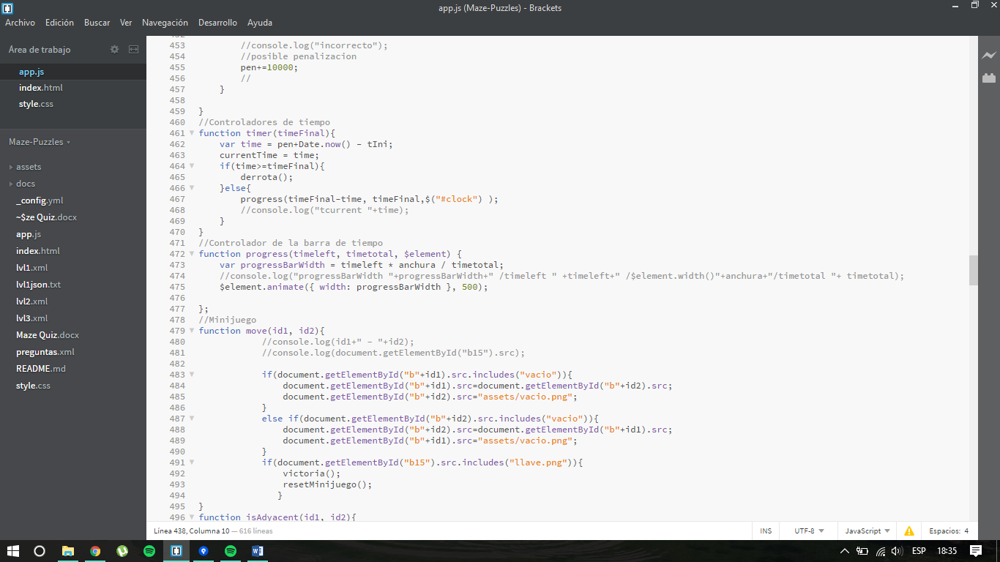 app.js (Maze-Puzzles) - Brackets
Archivo Edición Buscar Ver Navegación Desarrollo Ayuda
Área de trabajo
app.js
index.html
style.css
Maze-Puzzles
assets
docs
_config.yml
~$ze Quiz.docx
app.js
index.html
lvl1.xml
lvl1json.txt
lvl2.xml
lvl3.xml
Maze Quiz.docx
preguntas.xml
README.md
style.css
452
453 //console.log("incorrecto");
454 //posible penalizacion
455 pen+=10000;
456 //
457 }
458
459 }
460 //Controladores de tiempo
461 function timer(timeFinal){
462 var time = pen+Date.now() - tIni;
463 currentTime = time;
464 if(time>=timeFinal){
465 derrota();
466 }else{
467 progress(timeFinal-time, timeFinal,$("#clock") );
468 //console.log("tcurrent "+time);
469 }
470 }
471 //Controlador de la barra de tiempo
472 function progress(timeleft, timetotal, $element) {
473 var progressBarWidth = timeleft * anchura / timetotal;
474 //console.log("progressBarWidth "+progressBarWidth+" /timeleft " +timeleft+" /$element.width()"+anchura+"/timetotal "+ timetotal);
475 $element.animate({ width: progressBarWidth }, 500);
476
477 };
478 //Minijuego
479 function move(id1, id2){
480 //console.log(id1+" - "+id2);
481 //console.log(document.getElementById("b15").src);
482
483 if(document.getElementById("b"+id1).src.includes("vacio")){
484 document.getElementById("b"+id1).src=document.getElementById("b"+id2).src;
485 document.getElementById("b"+id2).src="assets/vacio.png";
486 }
487 else if(document.getElementById("b"+id2).src.includes("vacio")){
488 document.getElementById("b"+id2).src=document.getElementById("b"+id1).src;
489 document.getElementById("b"+id1).src="assets/vacio.png";
490 }
491 if(document.getElementById("b15").src.includes("llave.png")){
492 victoria();
493 resetMinijuego();
494 }
495 }
496 function isAdyacent(id1, id2){
Línea 438, Columna 10 — 616 líneas INS UTF-8 JavaScript Espacios: 4
ESP 18:35